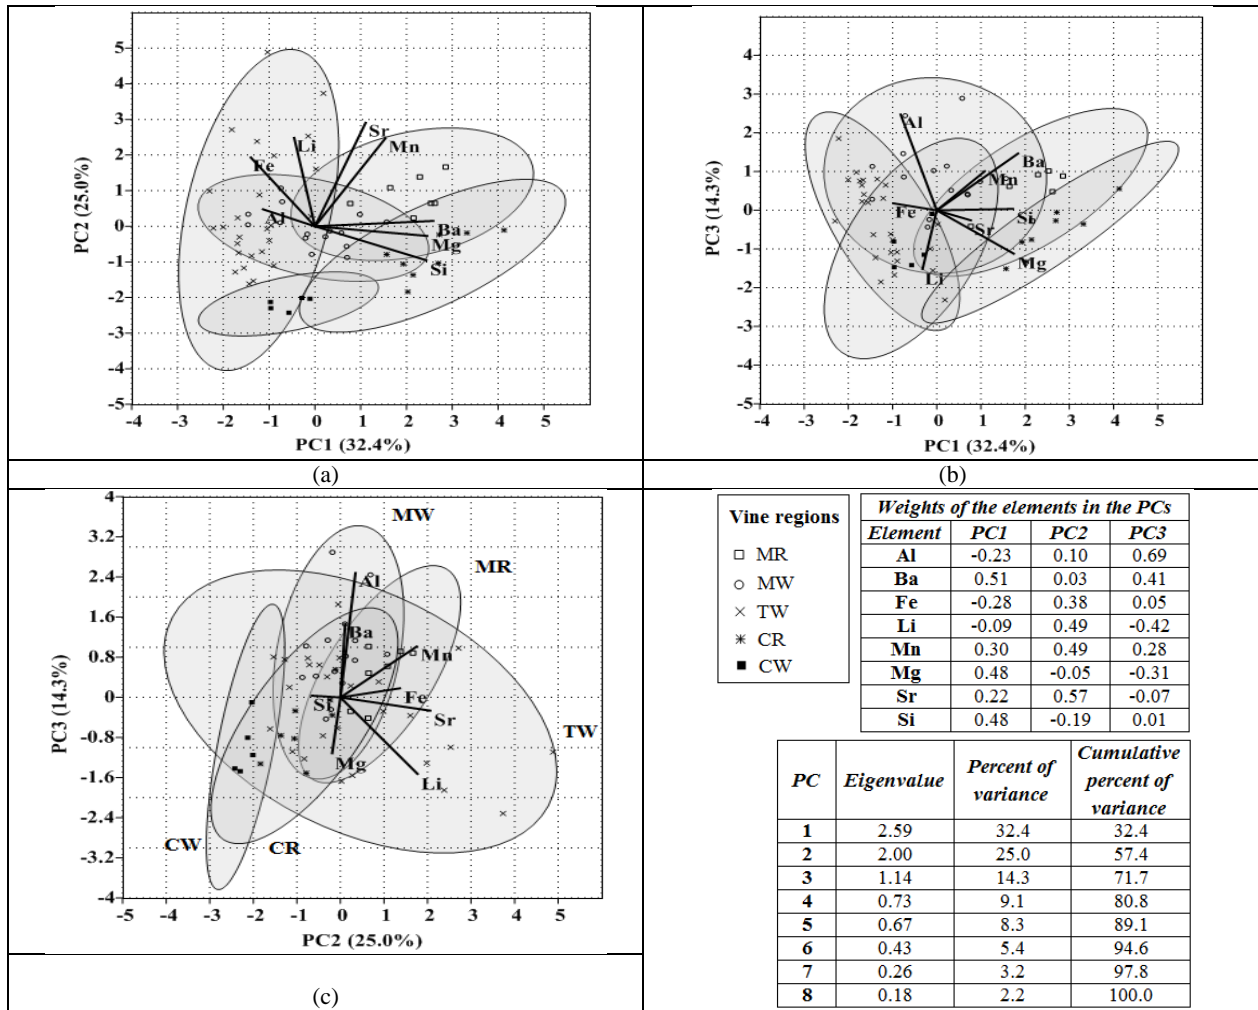 5
4
3
2
1
0
-1
-2
-3
-4
-5
PC2 (25.0%)
Sr
Mn
Li
Fe
Al
Ba
Mg
Si
-4 -3 -2 -1 0 1 2 3 4 5
PC1 (32.4%)
(a)
4
3
2
1
0
-1
-2
-3
-4
-5
PC3 (14.3%)
Al
Ba
Mn
Fe
Si
Sr
Mg
Li
-4 -3 -2 -1 0 1 2 3 4 5
PC1 (32.4%)
(b)
4
3.2
2.4
1.6
0.8
0
-0.8
-1.6
-2.4
-3.2
-4
PC3 (14.3%)
MW
MR
Al
Ba
Mn
Fe
Si
Sr
TW
Mg
Li
CW
CR
-5 -4 -3 -2 -1 0 1 2 3 4 5
PC2 (25.0%)
(c)
Vine regions
MR
MW
TW
CR
CW
Weights of the elements in the PCs
Element PC1 PC2 PC3
Al -0.23 0.10 0.69
Ba 0.51 0.03 0.41
Fe -0.28 0.38 0.05
Li -0.09 0.49 -0.42
Mn 0.30 0.49 0.28
Mg 0.48 -0.05 -0.31
Sr 0.22 0.57 -0.07
Si 0.48 -0.19 0.01
PC Eigenvalue Percent of variance Cumulative percent of variance
1 2.59 32.4 32.4
2 2.00 25.0 57.4
3 1.14 14.3 71.7
4 0.73 9.1 80.8
5 0.67 8.3 89.1
6 0.43 5.4 94.6
7 0.26 3.2 97.8
8 0.18 2.2 100.0